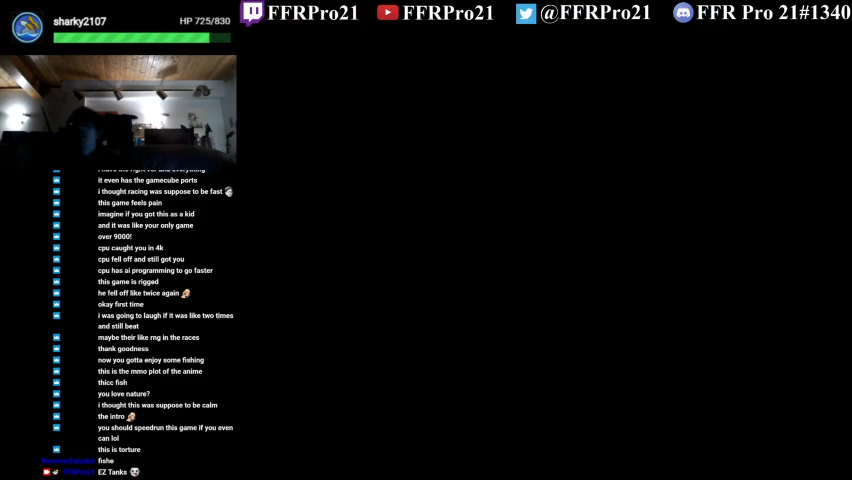 sharky2107 HP 725/830 FFRPro21 FFRPro21 @FFRPro21 FFR Pro 21#1340
it even has the gamecube ports
i thought racing was suppose to be fast
this game feels pain
imagine if you got this as a kid
and it was like your only game
over 9000!
cpu caught you in 4k
cpu fell off and still got you
cpu has ai programming to go faster
this game is rigged
he fell off like twice again
okay first time
i was going to laugh if it was like two times
and still beat
maybe their like rng in the races
thank goodness
now you gotta enjoy some fishing
this is the mmo plot of the anime
thicc fish
you love nature?
i thought this was suppose to be calm
the intro
you should speedrun this game if you even
can lol
this is torture
fishe
FFRPro21 EZ Tanks